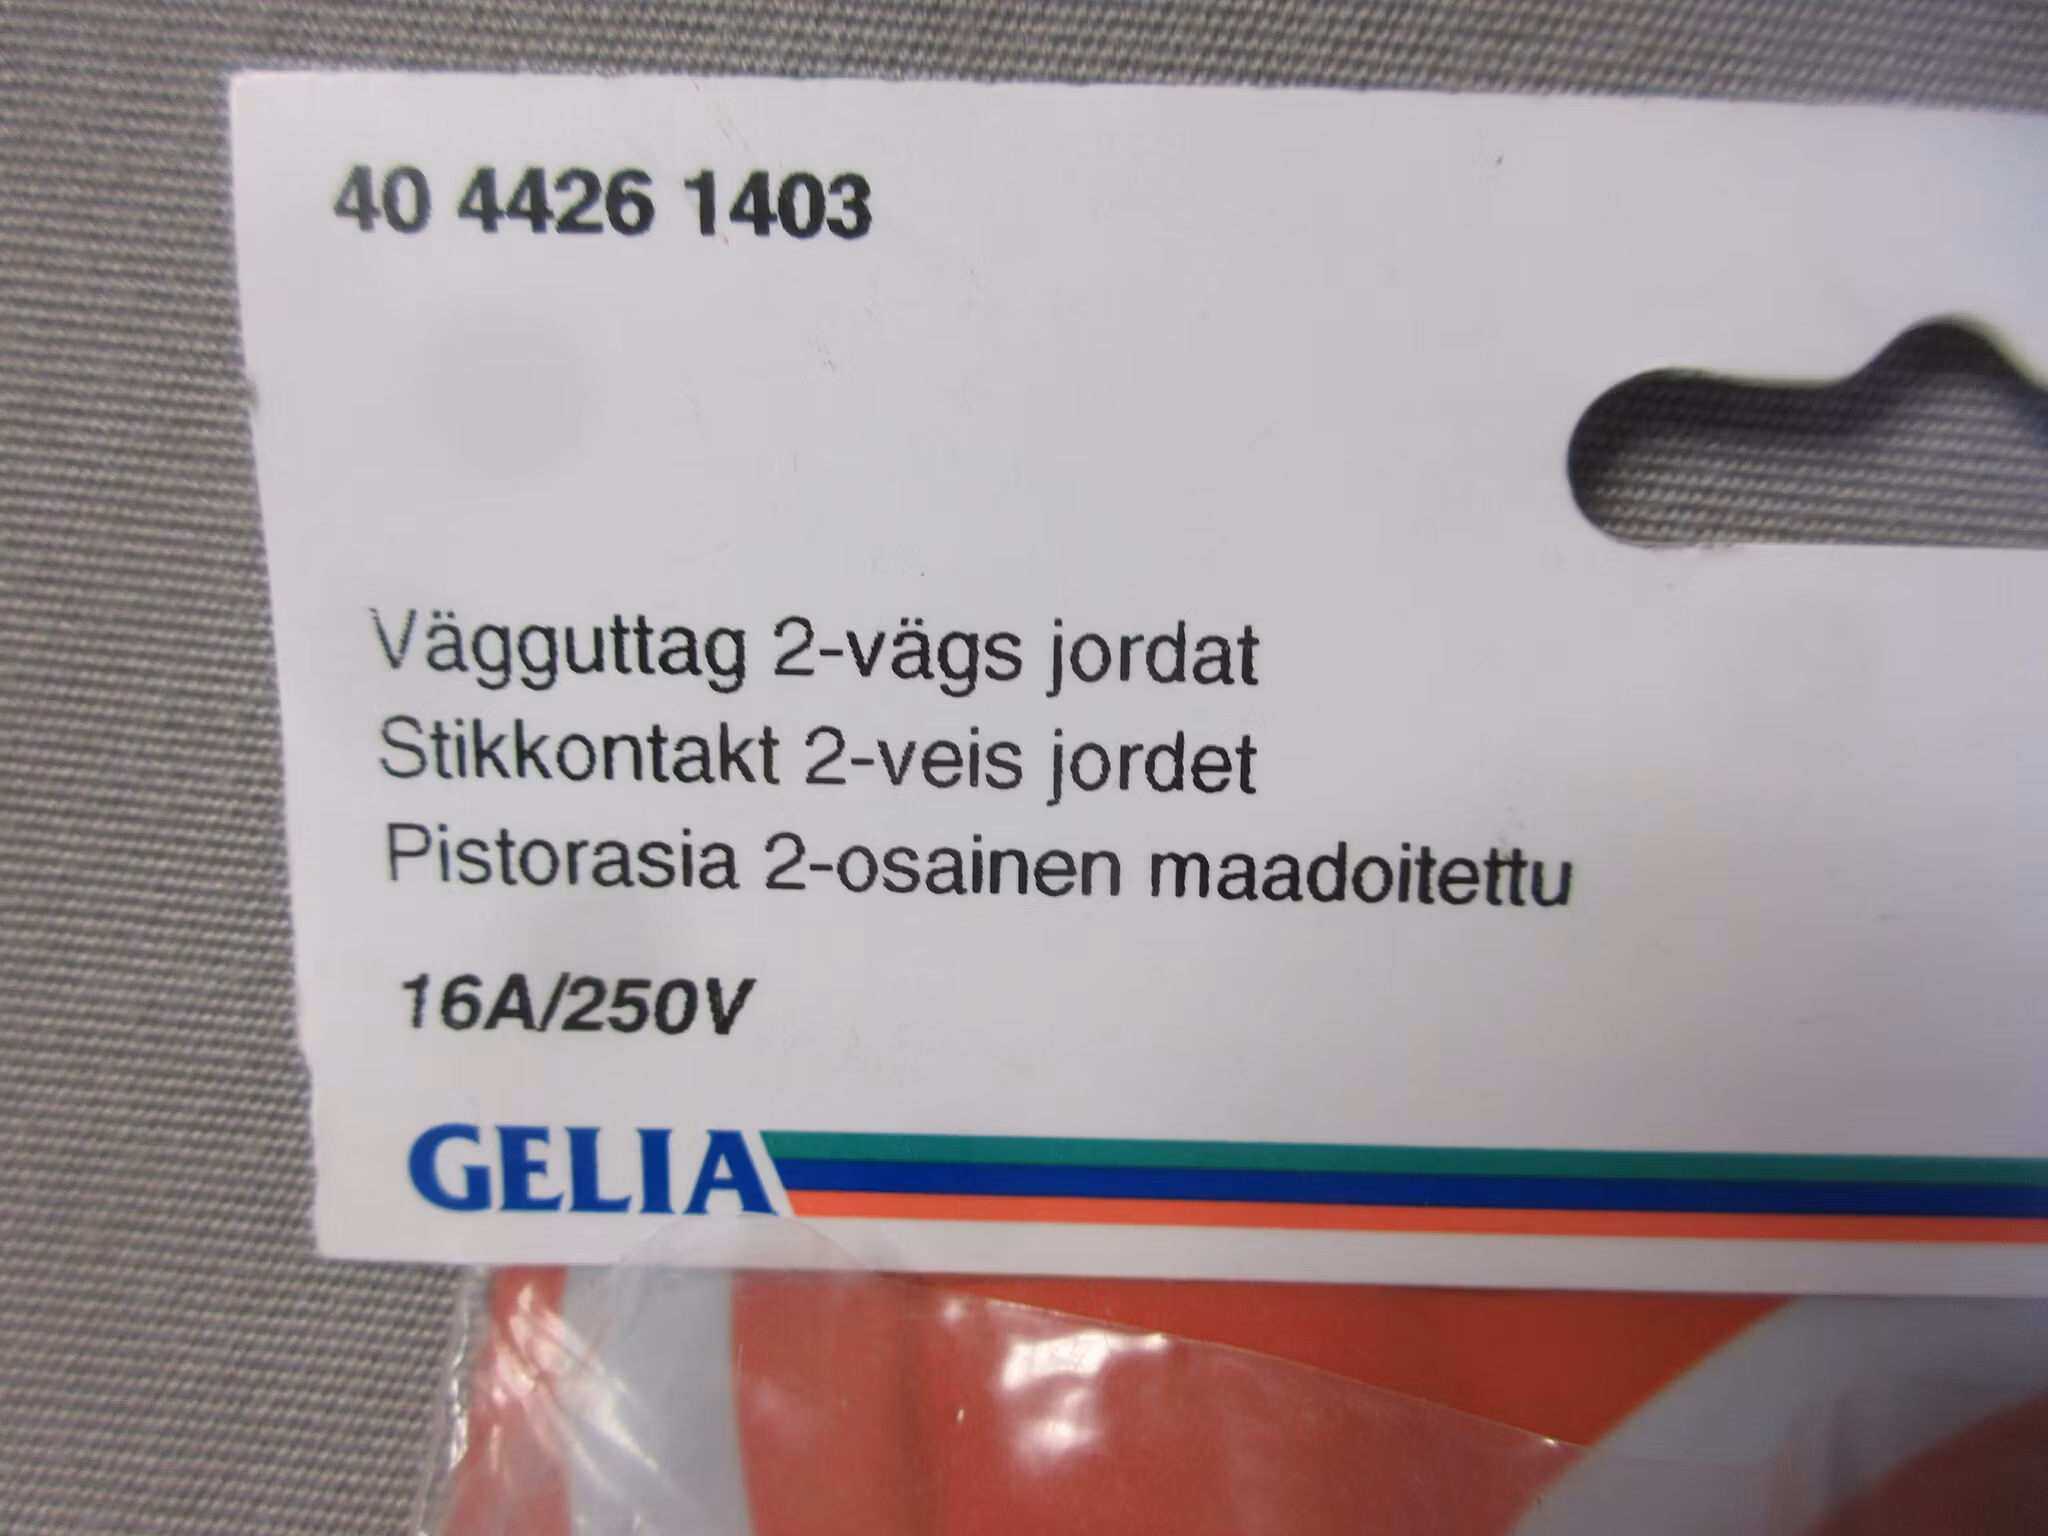 40 4426 1403
Vägguttag 2-vägs jordat
Stikkontakt 2-veis jordet
Pistorasia 2-osainen maadoitettu
16A/250V
GELIA